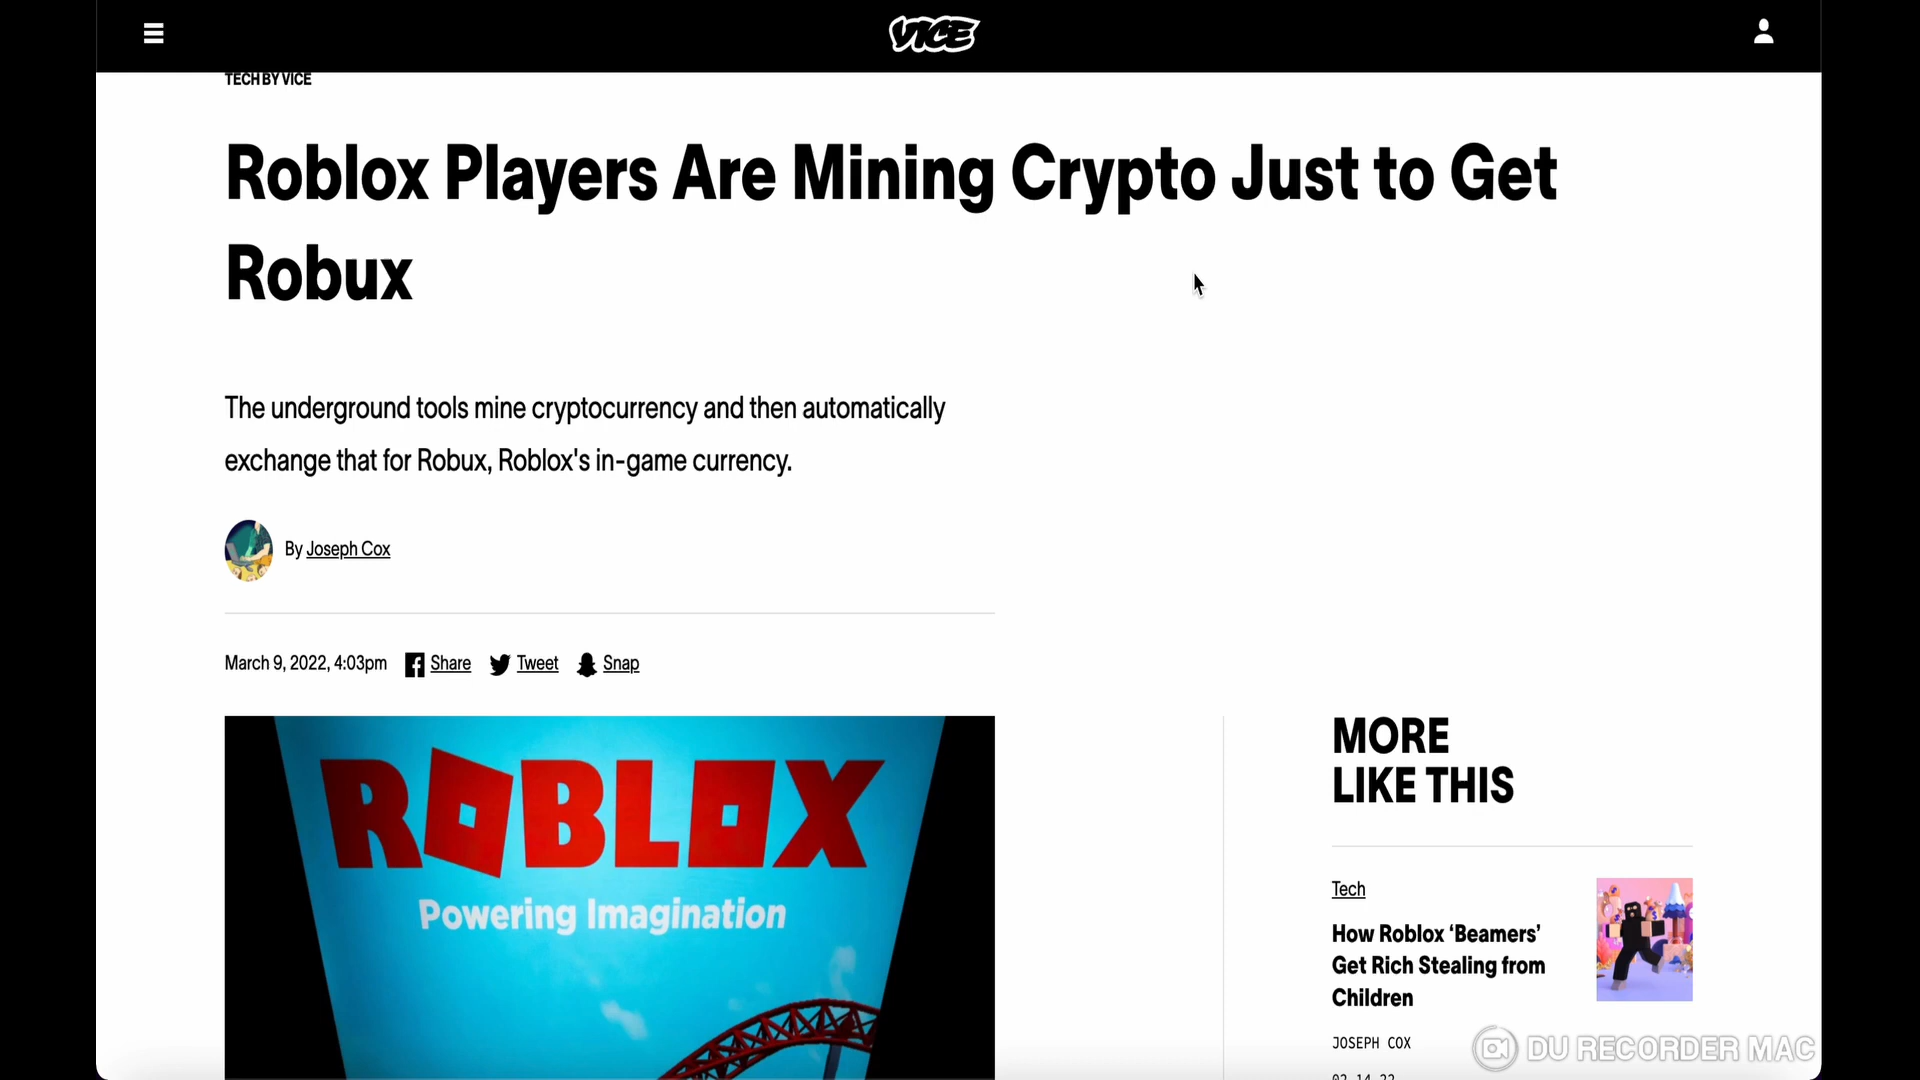 VICE
TECH BY VICE
Roblox Players Are Mining Crypto Just to Get
Robux
The underground tools mine cryptocurrency and then automatically
exchange that for Robux, Roblox's in-game currency.
By Joseph Cox
March 9, 2022, 4:03pm Share Tweet Snap
ROBLOX
Powering Imagination
MORE
LIKE THIS
Tech
How Roblox ‘Beamers’
Get Rich Stealing from
Children
JOSEPH COX
02.14.22
DU RECORDER MAC